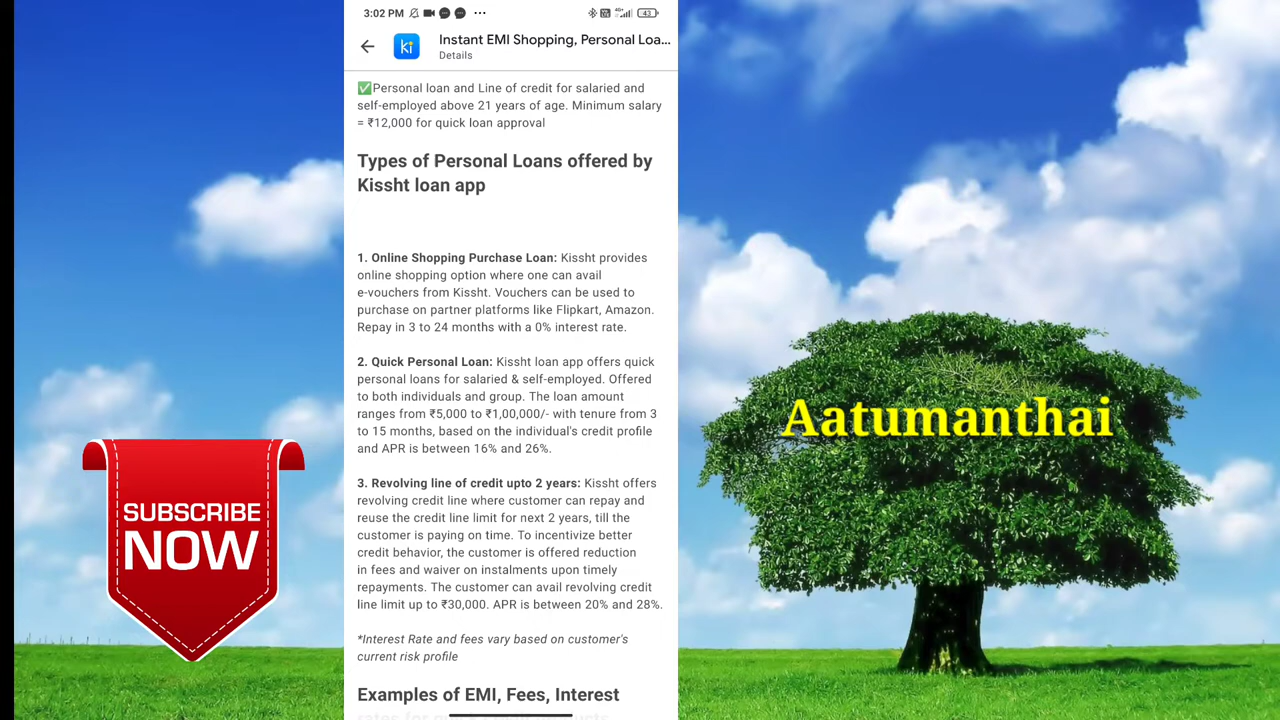 3:02 PM
4G+
43
Instant EMI Shopping, Personal Loa...
Details
✅Personal loan and Line of credit for salaried and
self-employed above 21 years of age. Minimum salary
= ₹12,000 for quick loan approval
Types of Personal Loans offered by
Kissht loan app
1. Online Shopping Purchase Loan: Kissht provides
online shopping option where one can avail
e-vouchers from Kissht. Vouchers can be used to
purchase on partner platforms like Flipkart, Amazon.
Repay in 3 to 24 months with a 0% interest rate.
2. Quick Personal Loan: Kissht loan app offers quick
personal loans for salaried & self-employed. Offered
to both individuals and group. The loan amount
ranges from ₹5,000 to ₹1,00,000/- with tenure from 3
to 15 months, based on the individual's credit profile
and APR is between 16% and 26%.
3. Revolving line of credit upto 2 years: Kissht offers
revolving credit line where customer can repay and
reuse the credit line limit for next 2 years, till the
customer is paying on time. To incentivize better
credit behavior, the customer is offered reduction
in fees and waiver on instalments upon timely
repayments. The customer can avail revolving credit
line limit up to ₹30,000. APR is between 20% and 28%.
*Interest Rate and fees vary based on customer's
current risk profile
Examples of EMI, Fees, Interest
SUBSCRIBE
NOW
Aatumanthai
ki